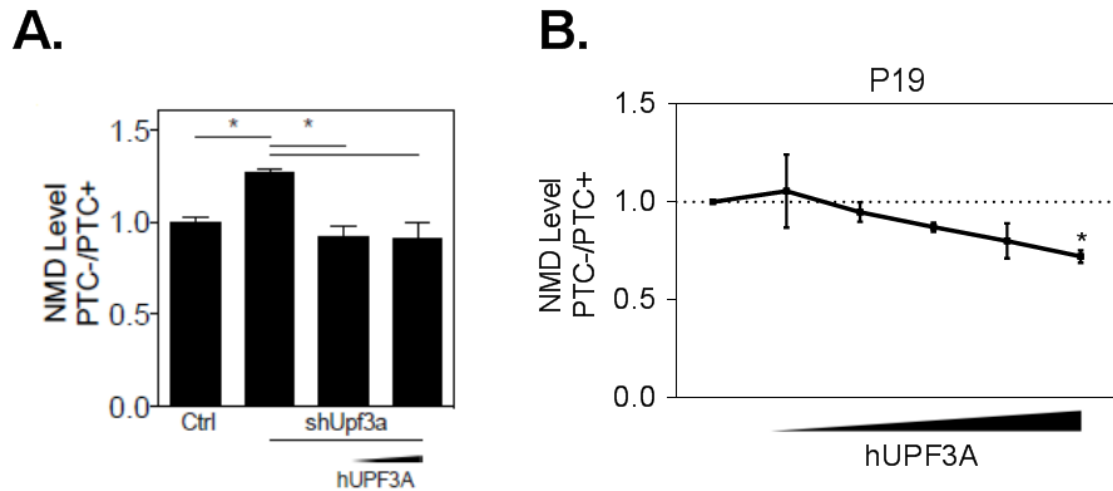 A.
NMD Level
PTC-/PTC+
1.5
1.0
0.5
0.0
*
*
Ctrl
shUpf3a
hUPF3A
B.
P19
NMD Level
PTC-/PTC+
1.5
1.0
0.5
0.0
*
hUPF3A